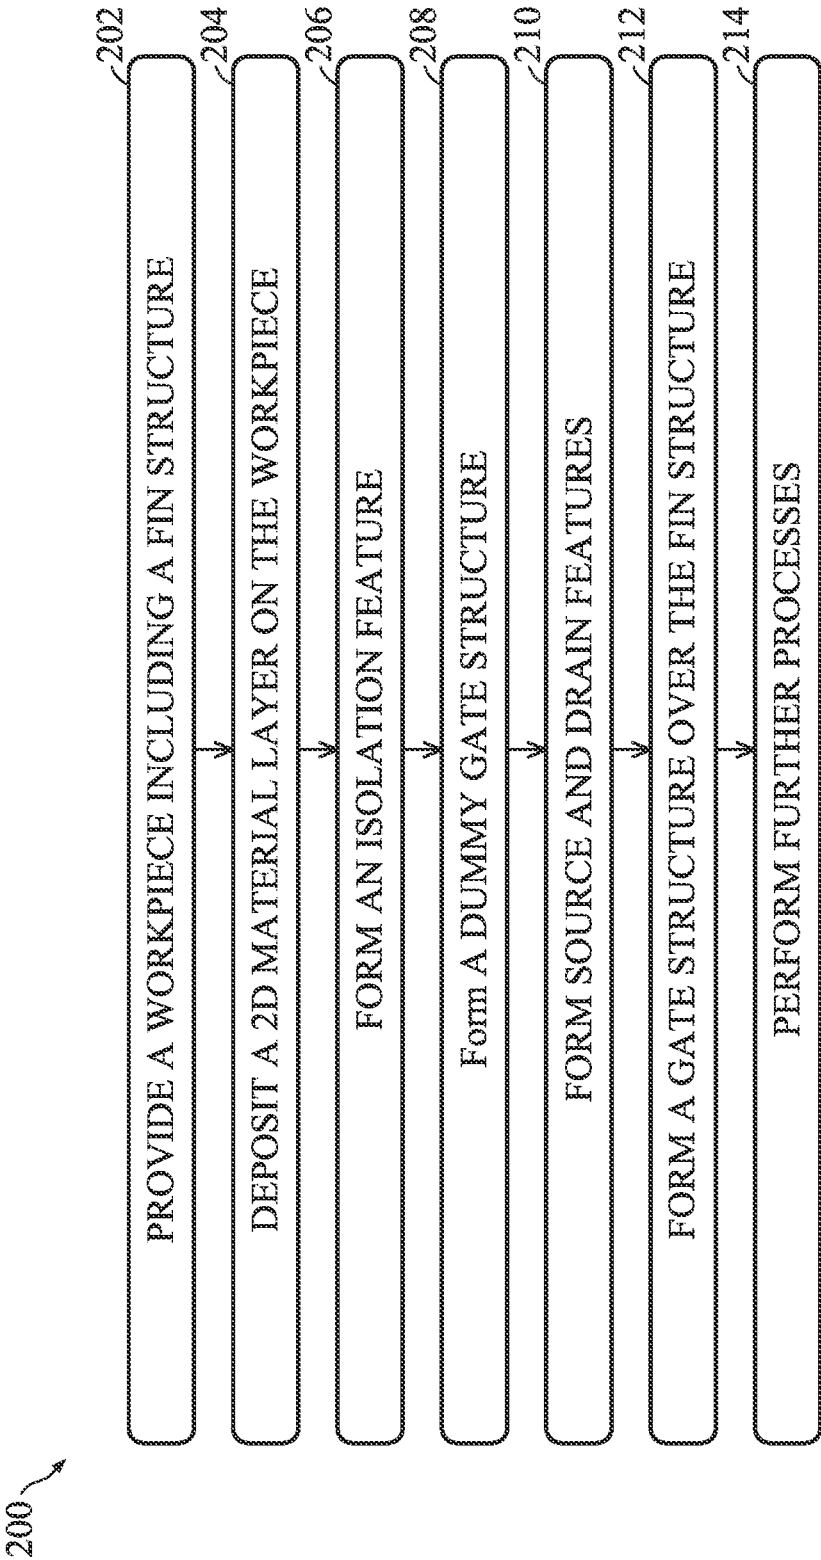 200
202
PROVIDE A WORKPIECE INCLUDING A FIN STRUCTURE
204
DEPOSIT A 2D MATERIAL LAYER ON THE WORKPIECE
206
FORM AN ISOLATION FEATURE
208
Form A DUMMY GATE STRUCTURE
210
FORM SOURCE AND DRAIN FEATURES
212
FORM A GATE STRUCTURE OVER THE FIN STRUCTURE
214
PERFORM FURTHER PROCESSES